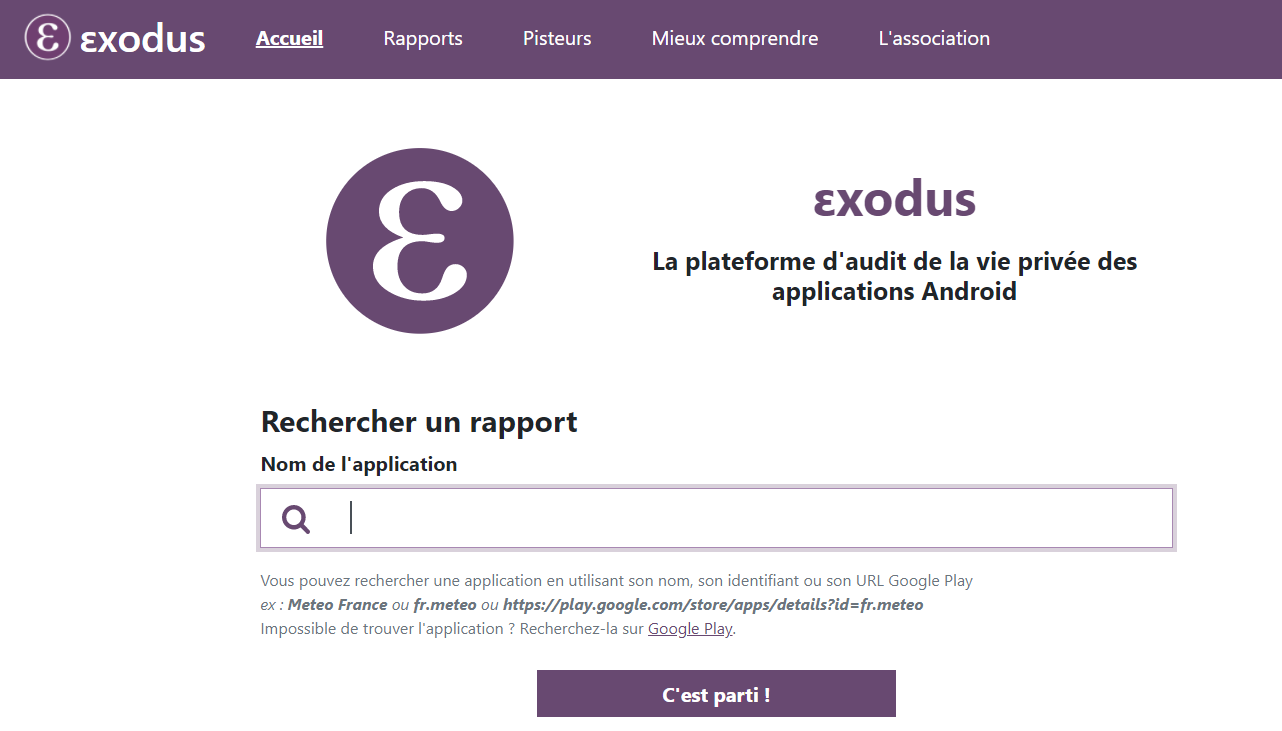 ε εxodus Accueil Rapports Pisteurs Mieux comprendre L'association
ε
εxodus
La plateforme d'audit de la vie privée des
applications Android
Rechercher un rapport
Nom de l'application
Vous pouvez rechercher une application en utilisant son nom, son identifiant ou son URL Google Play
ex : Meteo France ou fr.meteo ou https://play.google.com/store/apps/details?id=fr.meteo
Impossible de trouver l'application ? Recherchez-la sur Google Play.
C'est parti !